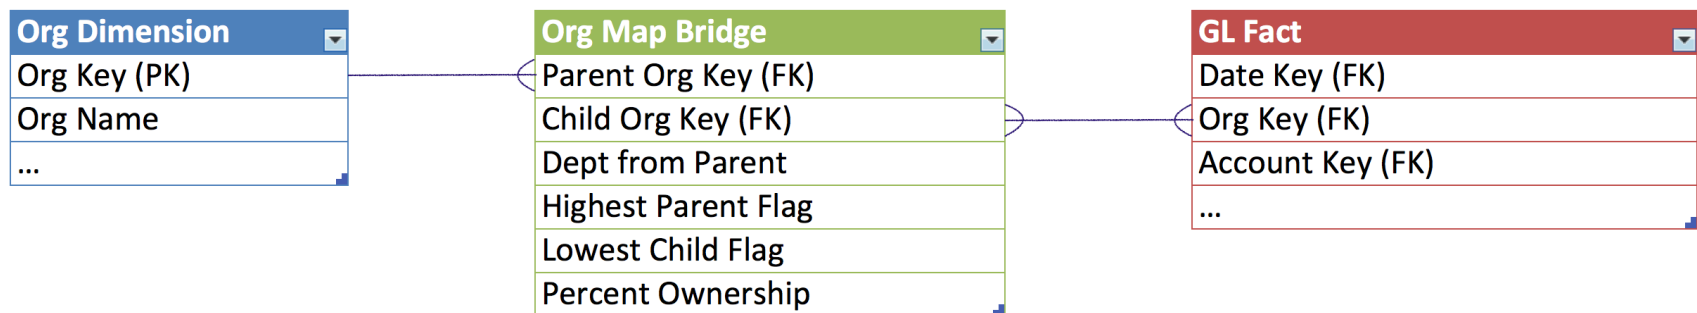 Org Dimension
Org Key (PK)
Org Name
...
Org Map Bridge
Parent Org Key (FK)
Child Org Key (FK)
Dept from Parent
Highest Parent Flag
Lowest Child Flag
Percent Ownership
GL Fact
Date Key (FK)
Org Key (FK)
Account Key (FK)
...